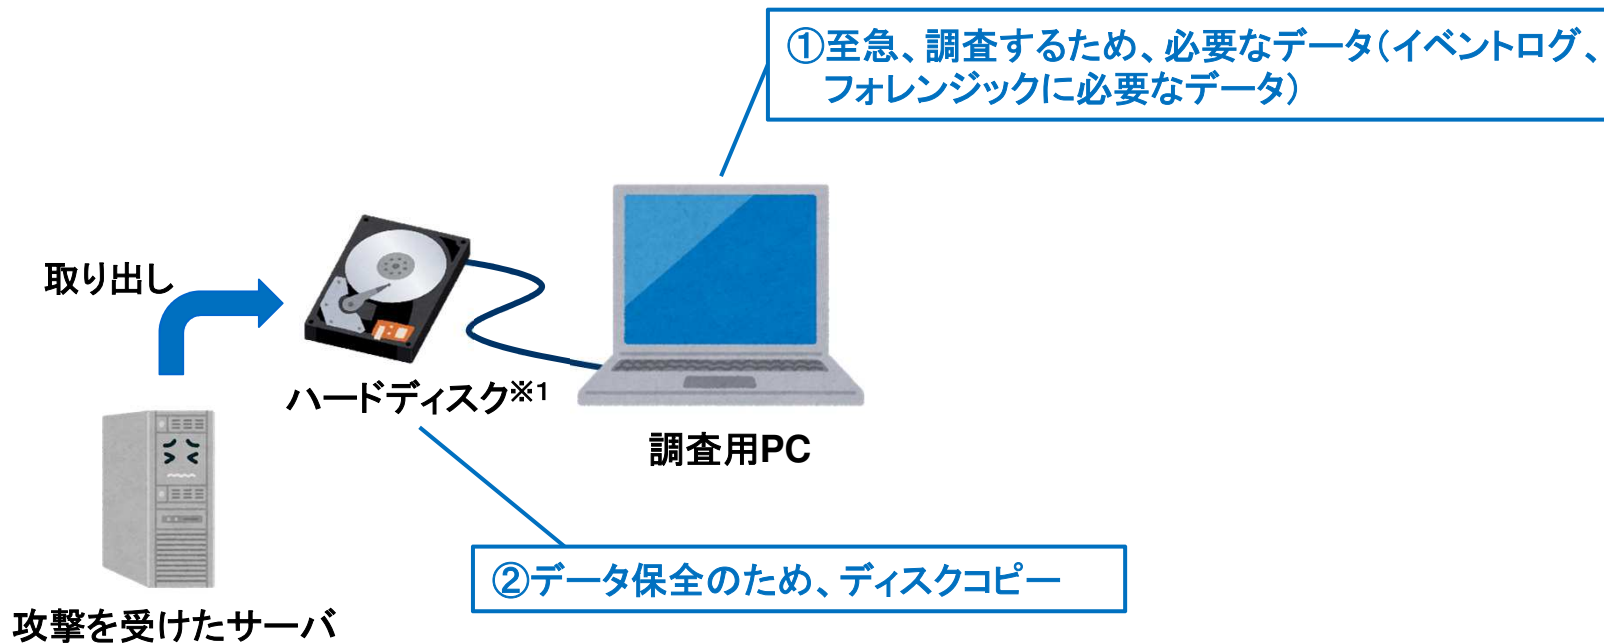 ①至急、調査するため、必要なデータ(イベントログ、
フォレンジックに必要なデータ)
取り出し
ハードディスク※1
調査用PC
②データ保全のため、ディスクコピー
攻撃を受けたサーバ